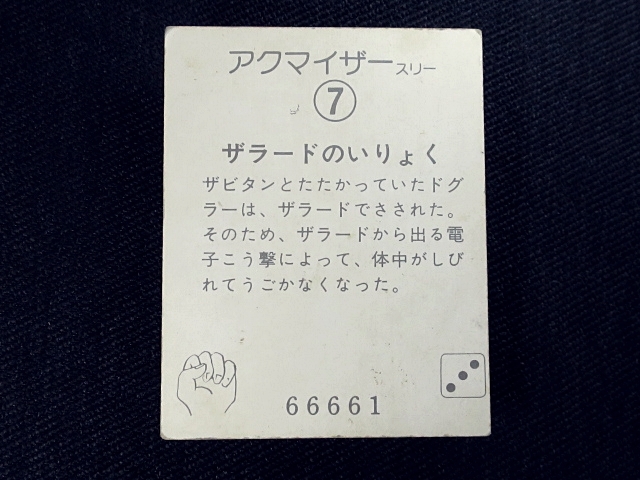 アクマイザースリー
7
ザラードのいりょく
ザビタンとたたかっていたドグ
ラーは、ザラードでさされた。
そのため、ザラードから出る電
子こう撃によって、体中がしび
れてうごかなくなった。
66661